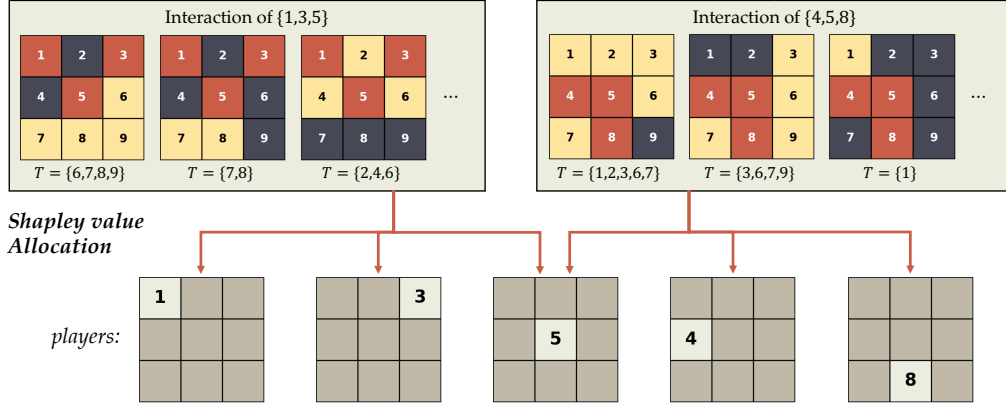 Interaction of {1,3,5}
1 2 3
4 5 6
7 8 9
T = {6,7,8,9}
1 2 3
4 5 6
7 8 9
T = {7,8}
1 2 3
4 5 6
7 8 9
T = {2,4,6}
...
Interaction of {4,5,8}
1 2 3
4 5 6
7 8 9
T = {1,2,3,6,7}
1 2 3
4 5 6
7 8 9
T = {3,6,7,9}
1 2 3
4 5 6
7 8 9
T = {1}
...
Shapley value
Allocation
players:
1
3
5
4
8